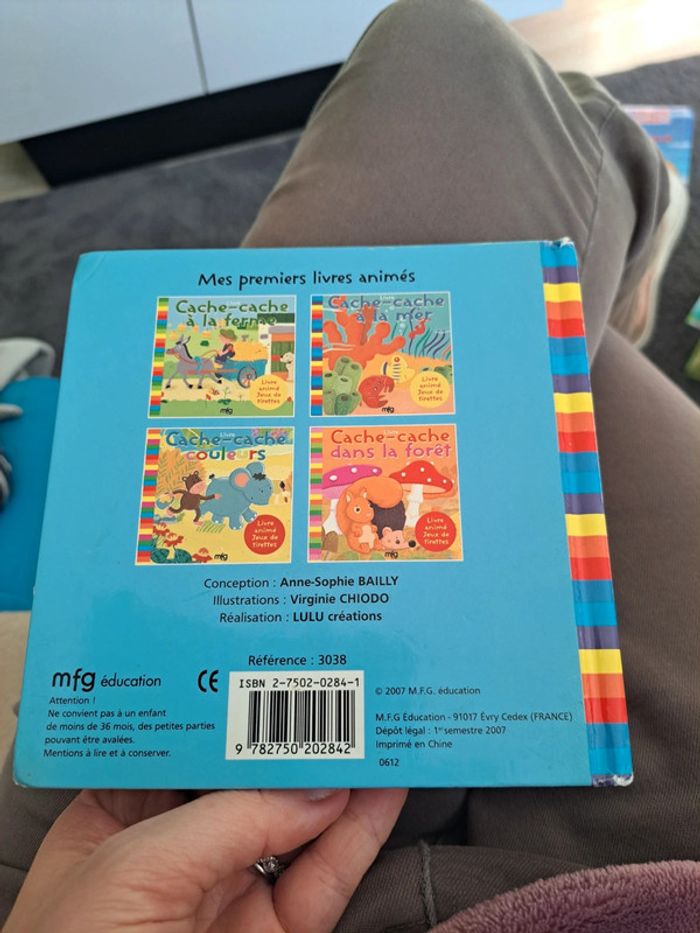 Mes premiers livres animés
Livre
Cache-cache
à la ferme
Livre
animé
Jeux de
tirettes
mfg
Livre
Cache-cache
à la mer
Livre
animé
Jeux de
tirettes
mfg
Livre
Cache-cache
couleurs
Livre
animé
Jeux de
tirettes
mfg
Livre
Cache-cache
dans la forêt
Livre
animé
Jeux de
tirettes
mfg
Conception : Anne-Sophie BAILLY
Illustrations : Virginie CHIODO
Réalisation : LULU créations
Référence : 3038
mfg éducation
CE
Attention !
Ne convient pas à un enfant
de moins de 36 mois, des petites parties
pouvant être avalées.
Mentions à lire et à conserver.
ISBN 2-7502-0284-1
9 782750 202842
© 2007 M.F.G. éducation
M.F.G Éducation - 91017 Évry Cedex (FRANCE)
Dépôt légal : 1er semestre 2007
Imprimé en Chine
0612